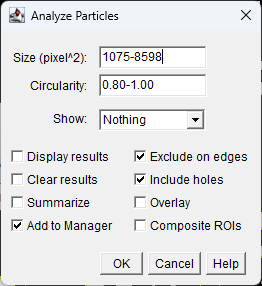 Analyze Particles
Size (pixel^2): 1075-8598
Circularity: 0.80-1.00
Show: Nothing
Display results Exclude on edges
Clear results Include holes
Summarize Overlay
Add to Manager Composite ROIs
OK Cancel Help